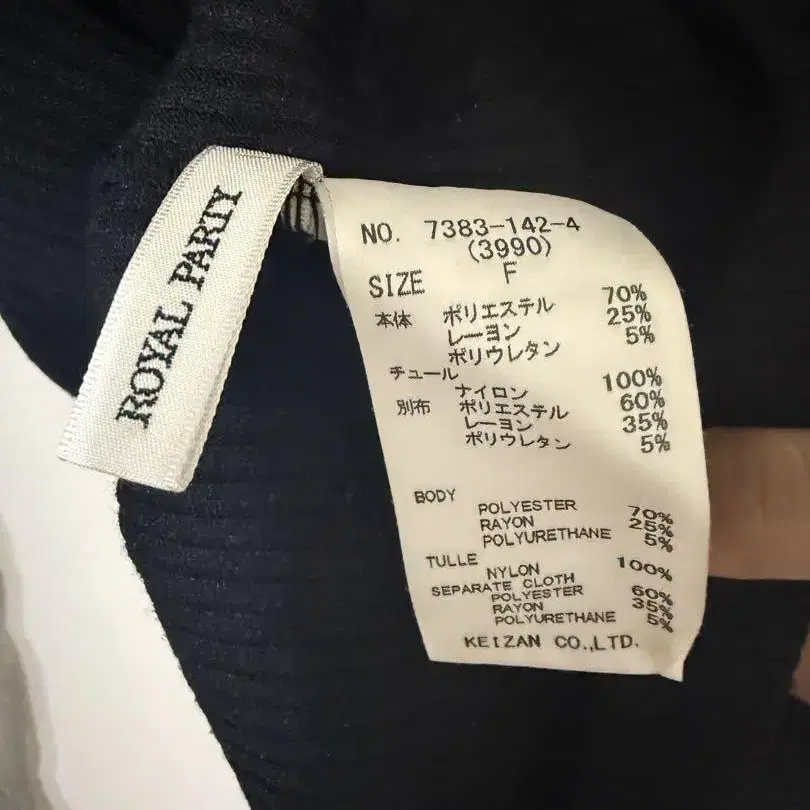 ROYAL PARTY
NO. 7383-142-4
(3990)
SIZE F
本体 ポリエステル 70%
レーヨン 25%
ポリウレタン 5%
チュール
ナイロン 100%
別布 ポリエステル 60%
レーヨン 35%
ポリウレタン 5%
BODY
POLYESTER 70%
RAYON 25%
POLYURETHANE 5%
TULLE
NYLON 100%
SEPARATE CLOTH
POLYESTER 60%
RAYON 35%
POLYURETHANE 5%
KEIZAN CO.,LTD.